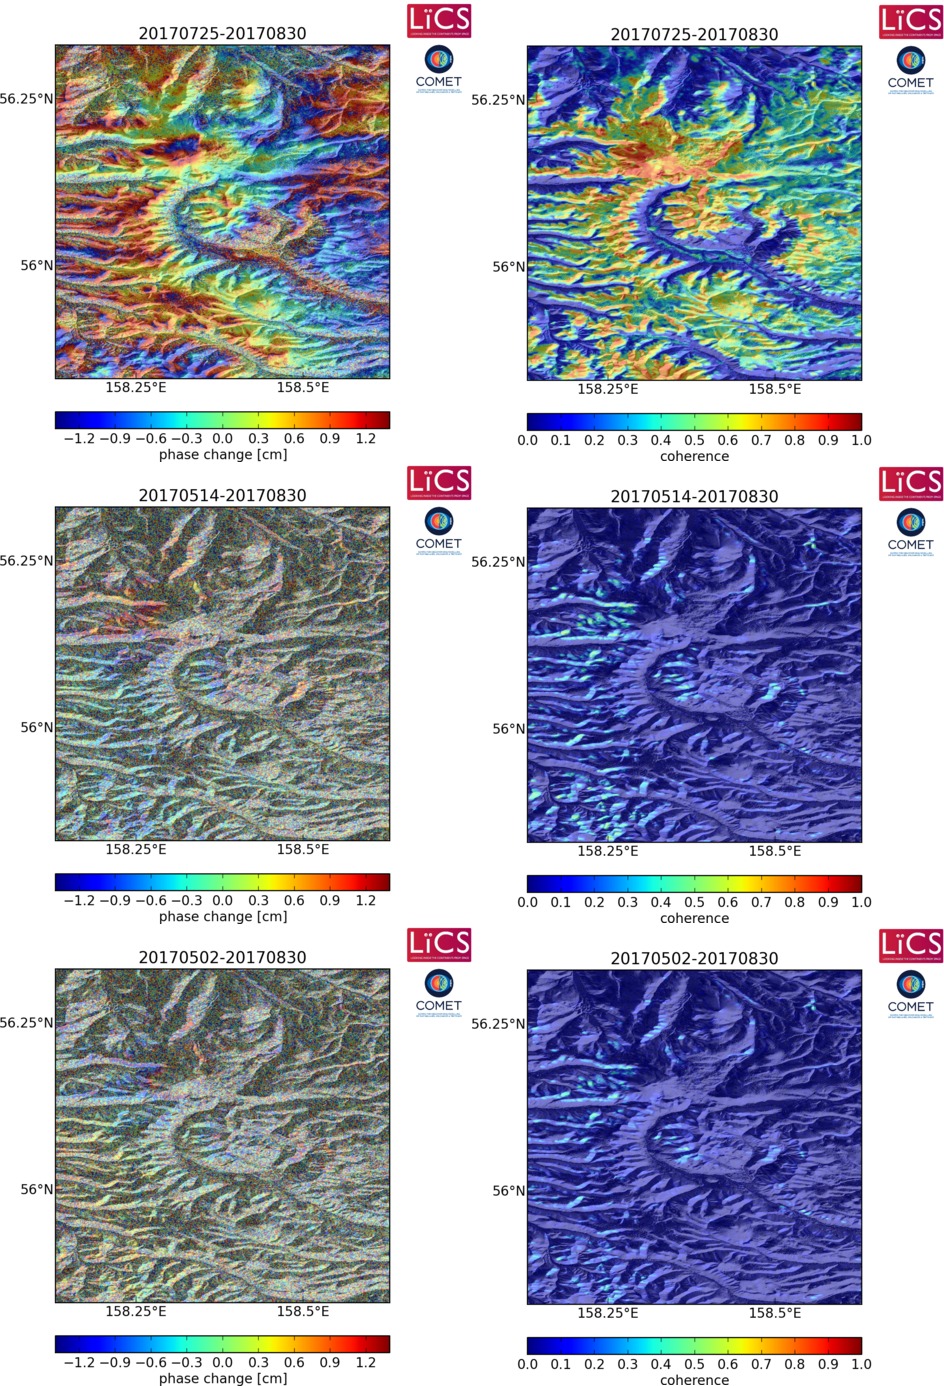 LiCS LiCS
COMET COMET
20170725-20170830 20170725-20170830
56.25°N 56.25°N
56°N 56°N
158.25°E 158.5°E 158.25°E 158.5°E
−1.2 −0.9 −0.6 −0.3 0.0 0.3 0.6 0.9 1.2 0.0 0.1 0.2 0.3 0.4 0.5 0.6 0.7 0.8 0.9 1.0
phase change [cm] coherence
LiCS LiCS
COMET COMET
20170514-20170830 20170514-20170830
56.25°N 56.25°N
56°N 56°N
158.25°E 158.5°E 158.25°E 158.5°E
−1.2 −0.9 −0.6 −0.3 0.0 0.3 0.6 0.9 1.2 0.0 0.1 0.2 0.3 0.4 0.5 0.6 0.7 0.8 0.9 1.0
phase change [cm] coherence
LiCS LiCS
COMET COMET
20170502-20170830 20170502-20170830
56.25°N 56.25°N
56°N 56°N
158.25°E 158.5°E 158.25°E 158.5°E
−1.2 −0.9 −0.6 −0.3 0.0 0.3 0.6 0.9 1.2 0.0 0.1 0.2 0.3 0.4 0.5 0.6 0.7 0.8 0.9 1.0
phase change [cm] coherence